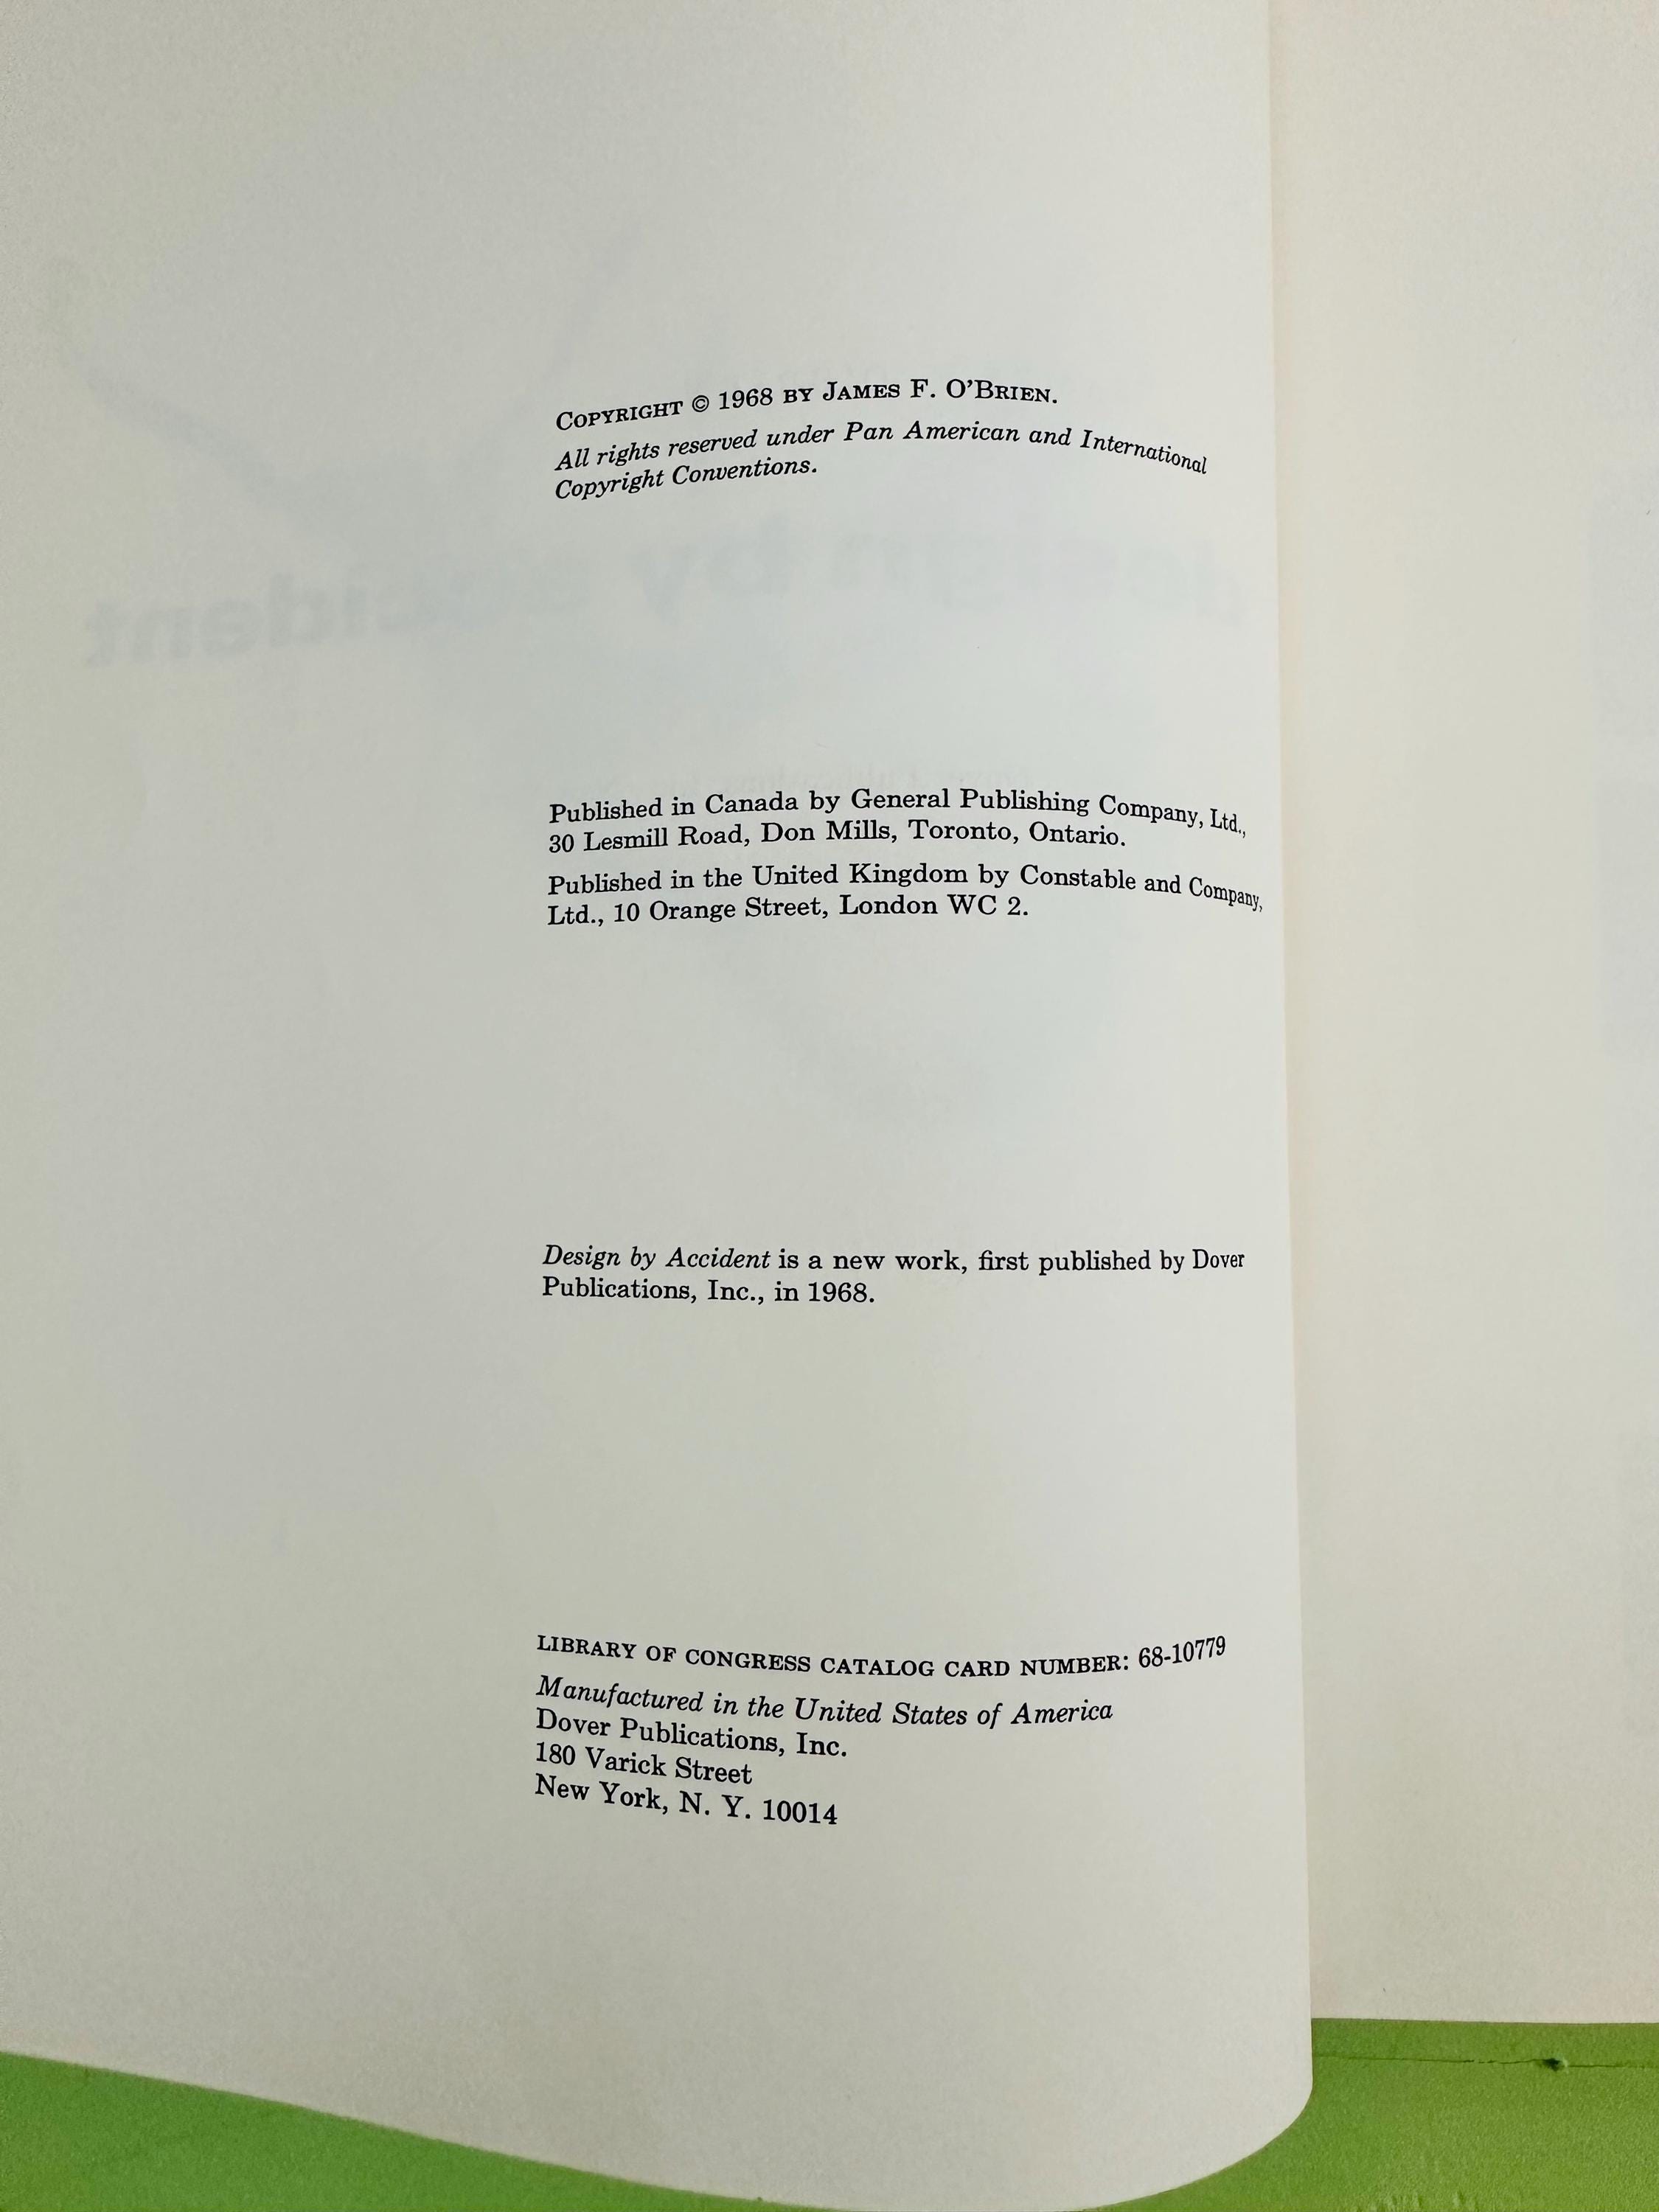 COPYRIGHT © 1968 BY JAMES F. O'BRIEN.
All rights reserved under Pan American and International
Copyright Conventions.
Published in Canada by General Publishing Company, Ltd.,
30 Lesmill Road, Don Mills, Toronto, Ontario.
Published in the United Kingdom by Constable and Company,
Ltd., 10 Orange Street, London WC 2.
Design by Accident is a new work, first published by Dover
Publications, Inc., in 1968.
LIBRARY OF CONGRESS CATALOG CARD NUMBER: 68-10779
Manufactured in the United States of America
Dover Publications, Inc.
180 Varick Street
New York, N. Y. 10014